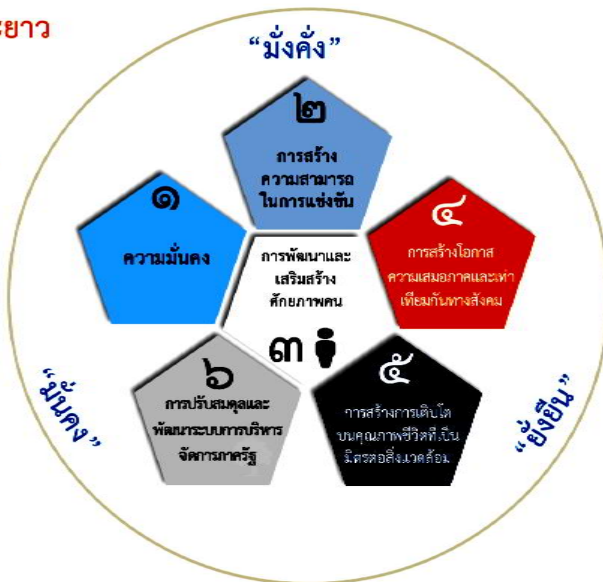 ะยาว
“มั่งคั่ง”
๒
การสร้าง
ความสามารถ
ในการแข่งขัน
๑
ความมั่นคง
๔
การสร้างโอกาส
ความเสมอภาคและเท่า
เทียมกันทางสังคม
การพัฒนาและ
เสริมสร้าง
ศักยภาพคน
๓
๖
การปรับสมดุลและ
พัฒนาระบบการบริหาร
จัดการภาครัฐ
๕
การสร้างการเติบโต
บนคุณภาพชีวิตที่เป็น
มิตรต่อสิ่งแวดล้อม
“มั่นคง”
“ยั่งยืน”